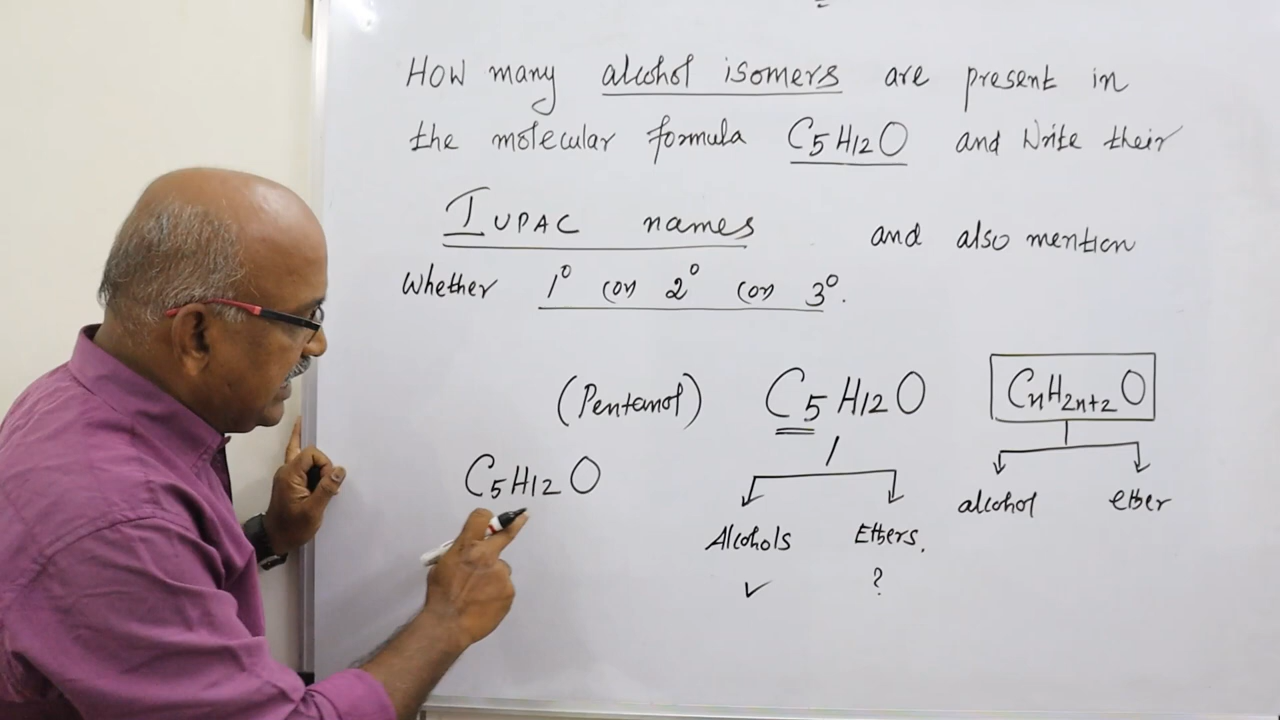 How many alcohol isomers are present in
the molecular formula C5H12O and write their
IUPAC names and also mention
whether 1° (or) 2° (or) 3°.
(Pentanol) C5H12O CnH2n+2O
C5H12O
alcohol ether
Alcohols Ethers.
✓ ?